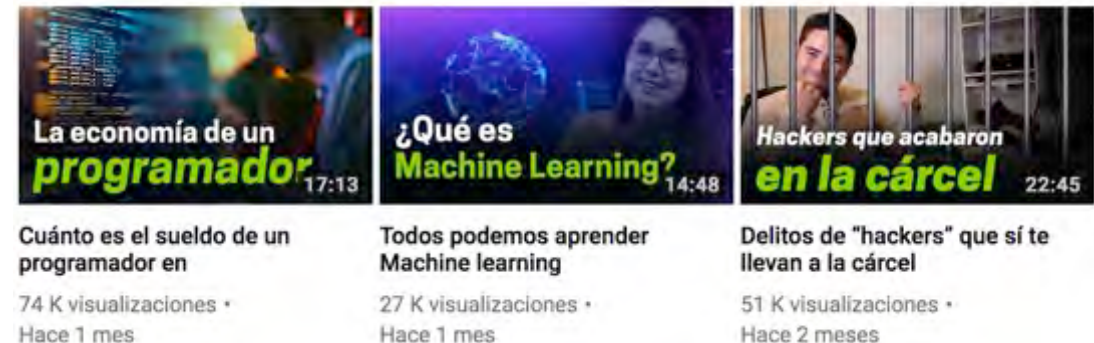 La economía de un
programador
17:13
¿Qué es
Machine Learning?
14:48
Hackers que acabaron
en la cárcel
22:45
Cuánto es el sueldo de un
programador en
74 K visualizaciones •
Hace 1 mes
Todos podemos aprender
Machine learning
27 K visualizaciones •
Hace 1 mes
Delitos de "hackers" que sí te
llevan a la cárcel
51 K visualizaciones •
Hace 2 meses